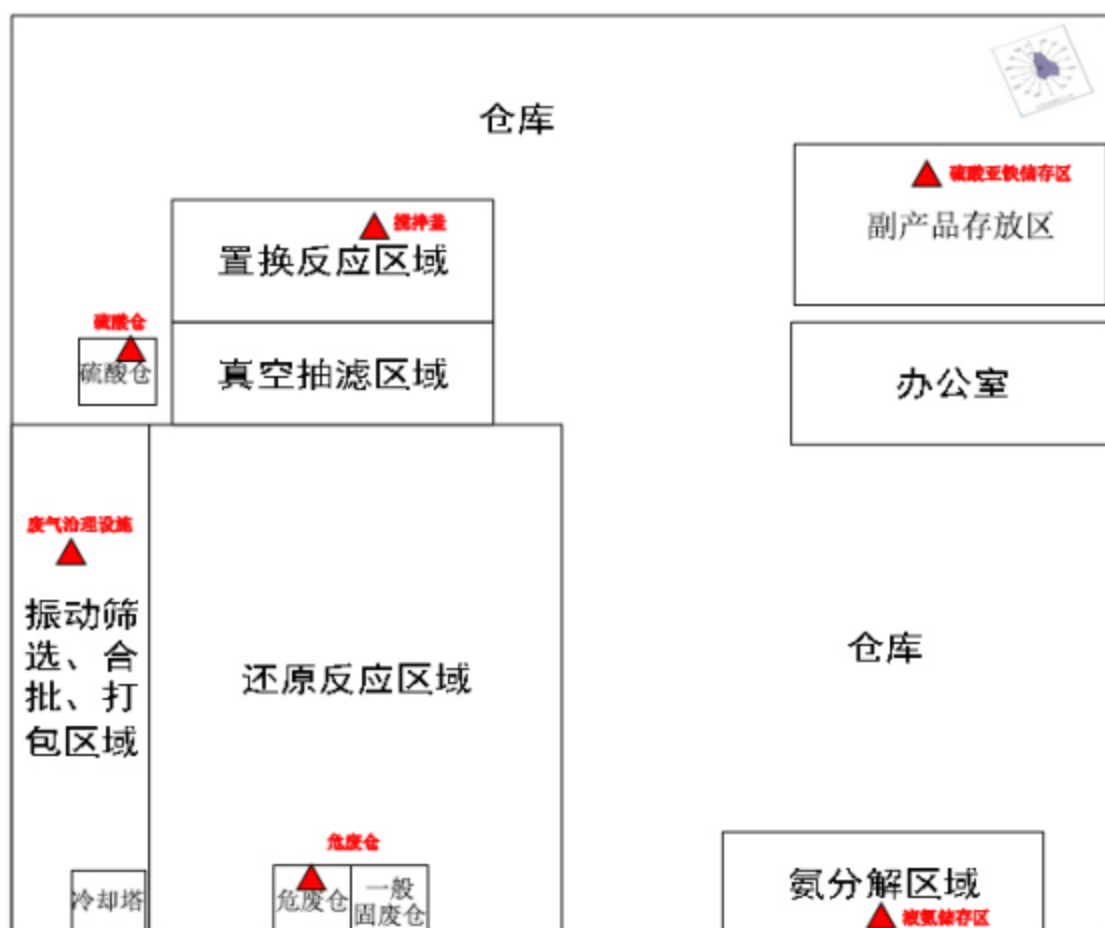 仓库
硫酸亚铁储存区
副产品存放区
搅拌釜
置换反应区域
硫酸仓
硫酸仓
真空抽滤区域
办公室
废气治理设施
振动筛
选、合
批、打
包区域
还原反应区域
仓库
危废仓
冷却塔
危废仓
一般
固废仓
氨分解区域
液氨储存区